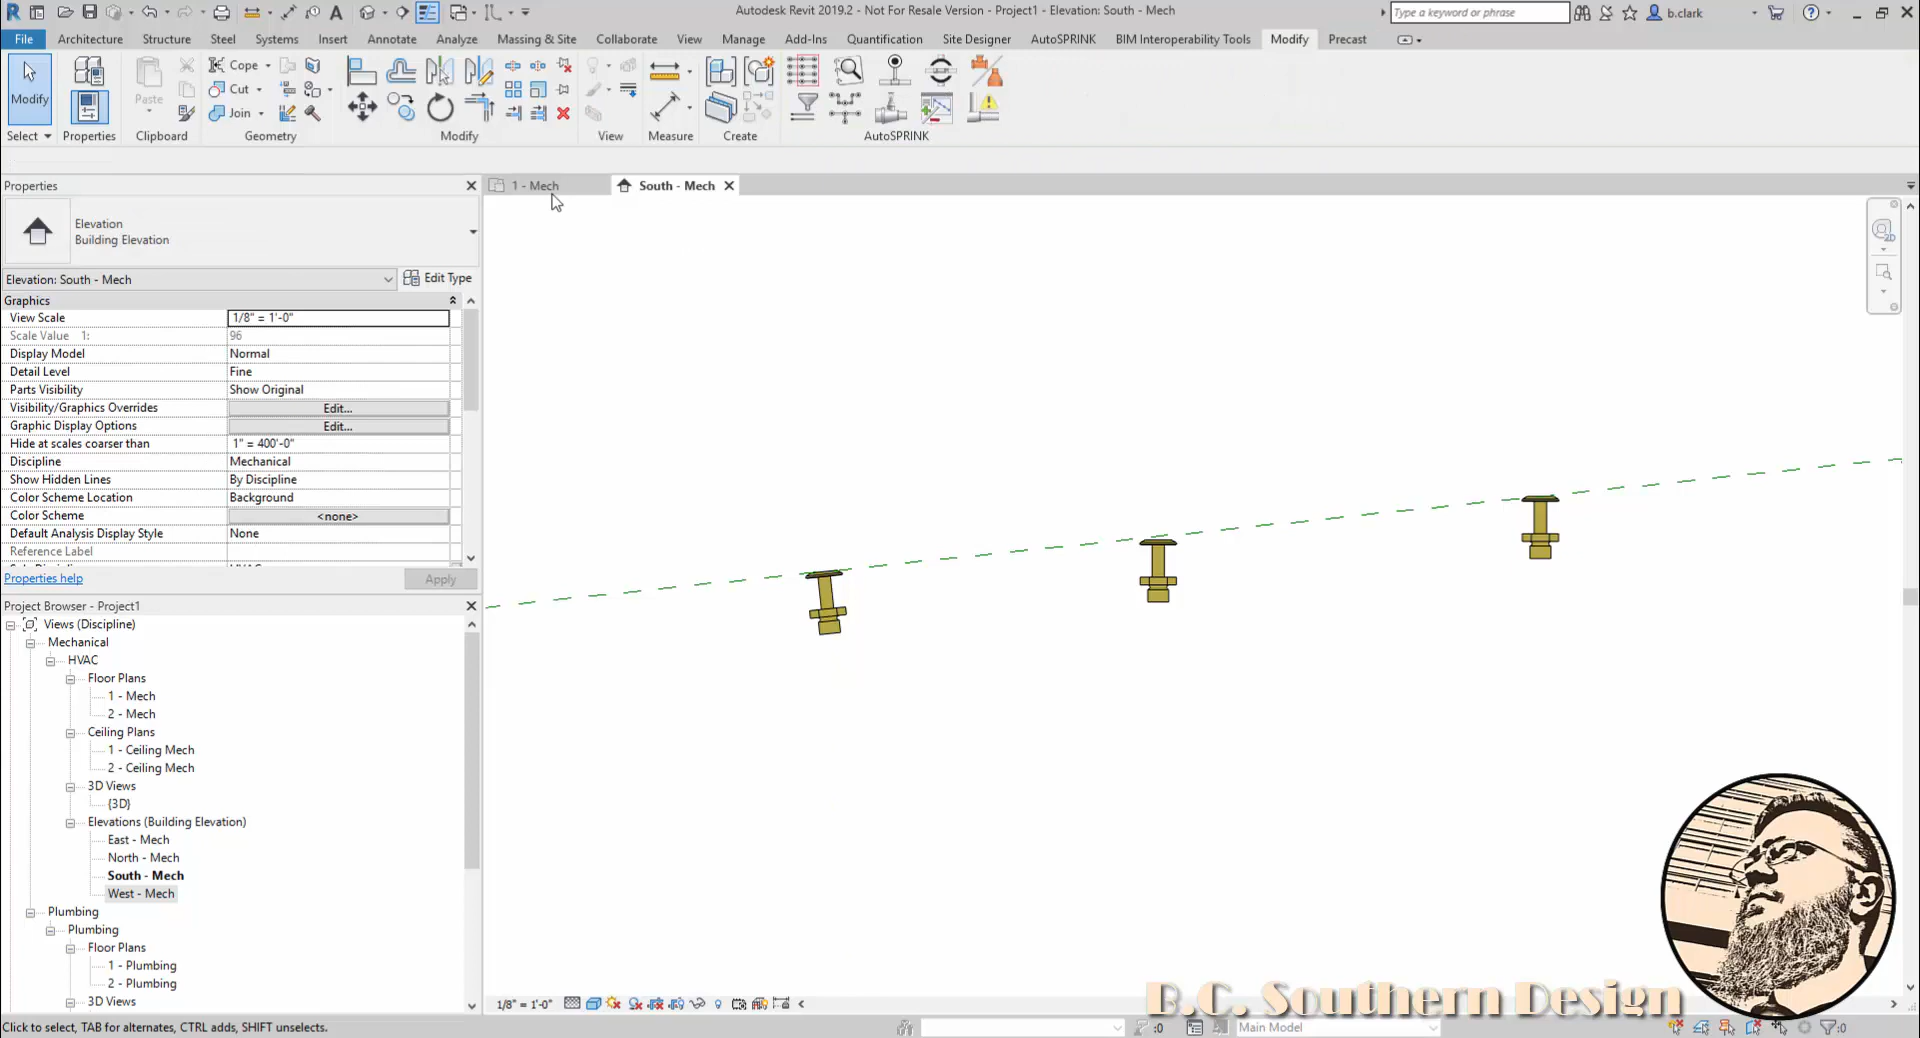 Autodesk Revit 2019.2 - Not For Resale Version - Project1 - Elevation: South - Mech
Type a keyword or phrase
b.clark
File Architecture Structure Steel Systems Insert Annotate Analyze Massing & Site Collaborate View Manage Add-Ins Quantification Site Designer AutoSPRINK BIM Interoperability Tools Modify Precast
Modify
Paste
Cope
Cut
Join
Select Properties Clipboard Geometry Modify View Measure Create AutoSPRINK
Properties
1 - Mech
South - Mech
Elevation
Building Elevation
Elevation: South - Mech
Edit Type
Graphics
View Scale 1/8" = 1'-0"
Scale Value 1: 96
Display Model Normal
Detail Level Fine
Parts Visibility Show Original
Visibility/Graphics Overrides Edit...
Graphic Display Options Edit...
Hide at scales coarser than 1" = 400'-0"
Discipline Mechanical
Show Hidden Lines By Discipline
Color Scheme Location Background
Color Scheme <none>
Default Analysis Display Style None
Reference Label
Properties help
Apply
Project Browser - Project1
Views (Discipline)
Mechanical
HVAC
Floor Plans
1 - Mech
2 - Mech
Ceiling Plans
1 - Ceiling Mech
2 - Ceiling Mech
3D Views
{3D}
Elevations (Building Elevation)
East - Mech
North - Mech
South - Mech
West - Mech
Plumbing
Plumbing
Floor Plans
1 - Plumbing
2 - Plumbing
3D Views
1/8" = 1'-0"
B.C. Southern Design
Click to select, TAB for alternates, CTRL adds, SHIFT unselects.
:0
Main Model
:0